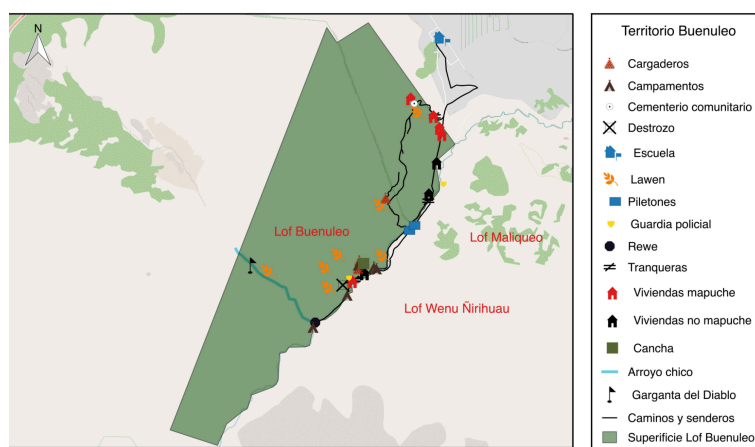 N
Lof Buenuleo
Lof Maliqueo
Lof Wenu Ñirihuau
Territorio Buenuleo
Cargaderos
Campamentos
Cementerio comunitario
Destrozo
Escuela
Lawen
Piletones
Guardia policial
Rewe
Tranqueras
Viviendas mapuche
Viviendas no mapuche
Cancha
Arroyo chico
Garganta del Diablo
Caminos y senderos
Superificie Lof Buenuleo